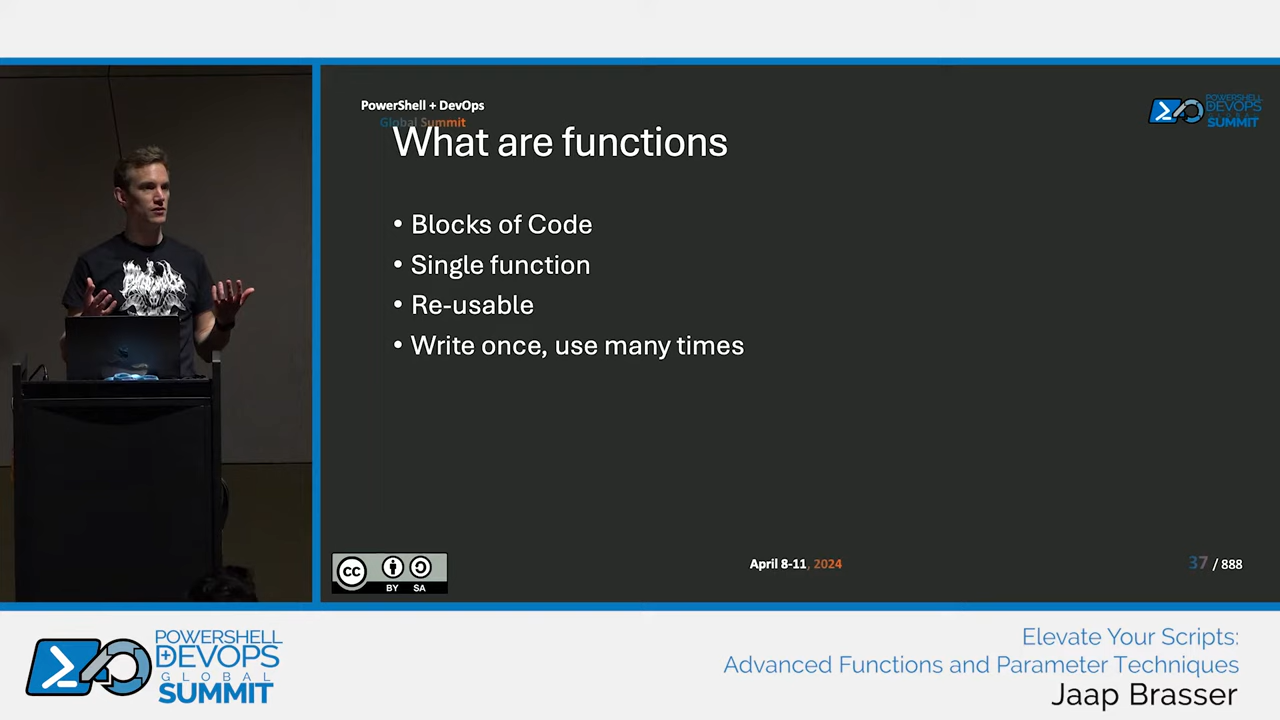 PowerShell + DevOps
Global Summit
What are functions
• Blocks of Code
• Single function
• Re-usable
• Write once, use many times
POWERSHELL
DEVOPS
GLOBAL
SUMMIT
CC
BY SA
April 8-11, 2024
37 / 888
POWERSHELL
DEVOPS
GLOBAL
SUMMIT
Elevate Your Scripts:
Advanced Functions and Parameter Techniques
Jaap Brasser